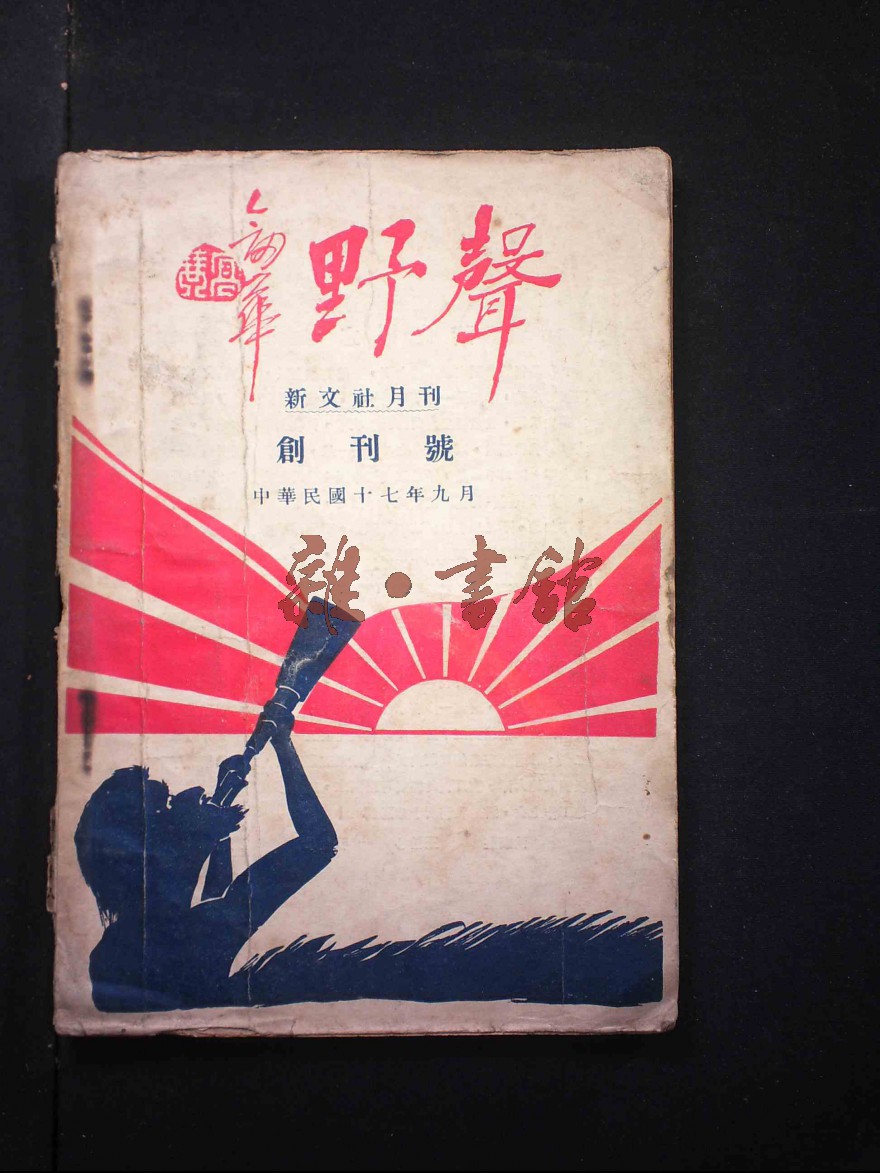 野聲
新文社月刊
創刊號
中華民國十七年九月
雜·書館